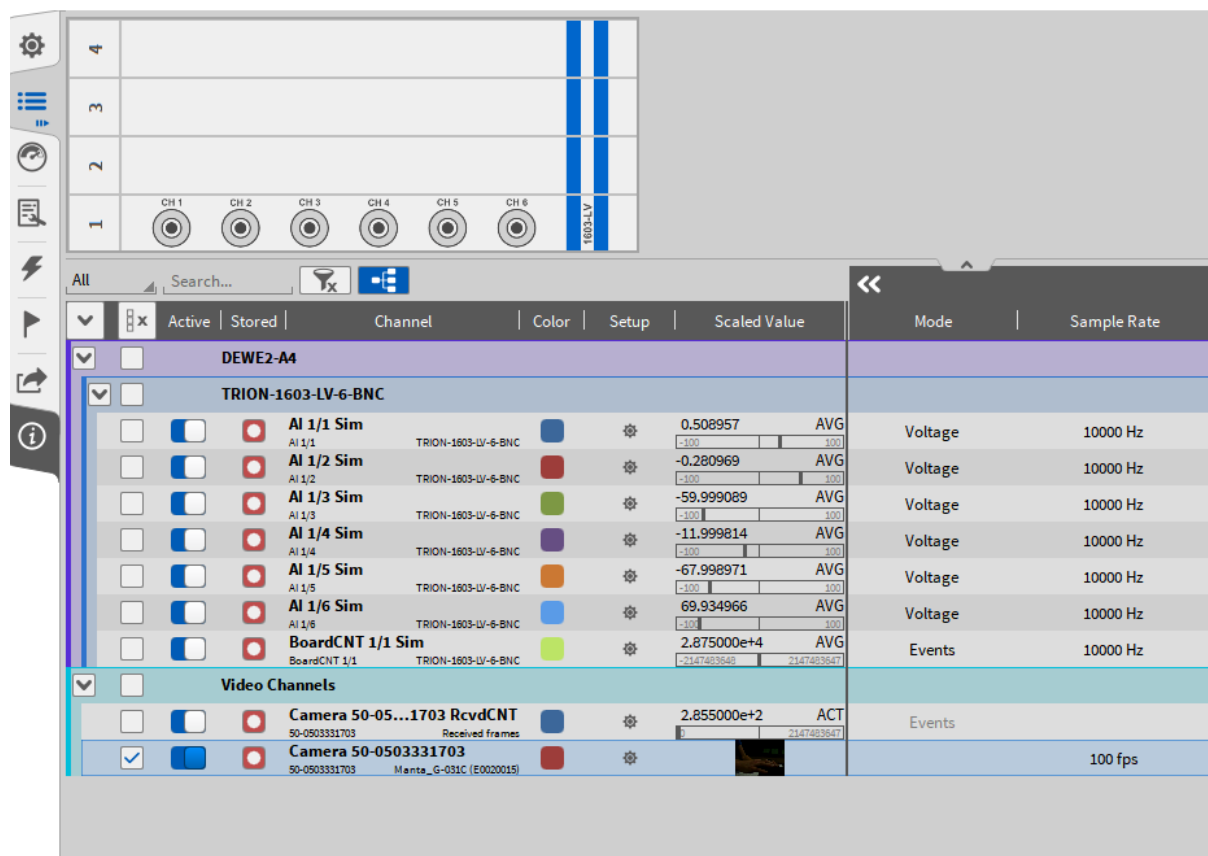 4
3
2
1
CH 1 CH 2 CH 3 CH 4 CH 5 CH 6
1603-LV
All Search...
Active Stored Channel Color Setup Scaled Value Mode Sample Rate
DEWE2-A4
TRION-1603-LV-6-BNC
AI 1/1 Sim 0.508957 AVG Voltage 10000 Hz
AI 1/1 TRION-1603-LV-6-BNC -100 100
AI 1/2 Sim -0.280969 AVG Voltage 10000 Hz
AI 1/2 TRION-1603-LV-6-BNC -100 100
AI 1/3 Sim -59.999089 AVG Voltage 10000 Hz
AI 1/3 TRION-1603-LV-6-BNC -100 100
AI 1/4 Sim -11.999814 AVG Voltage 10000 Hz
AI 1/4 TRION-1603-LV-6-BNC -100 100
AI 1/5 Sim -67.998971 AVG Voltage 10000 Hz
AI 1/5 TRION-1603-LV-6-BNC -100 100
AI 1/6 Sim 69.934966 AVG Voltage 10000 Hz
AI 1/6 TRION-1603-LV-6-BNC -100 100
BoardCNT 1/1 Sim 2.875000e+4 AVG Events 10000 Hz
BoardCNT 1/1 TRION-1603-LV-6-BNC -2147483648 2147483647
Video Channels
Camera 50-05...1703 RcvdCNT 2.855000e+2 ACT Events
50-0503331703 Received frames 0 2147483647
Camera 50-0503331703 100 fps
50-0503331703 Manta_G-031C (E0020015)